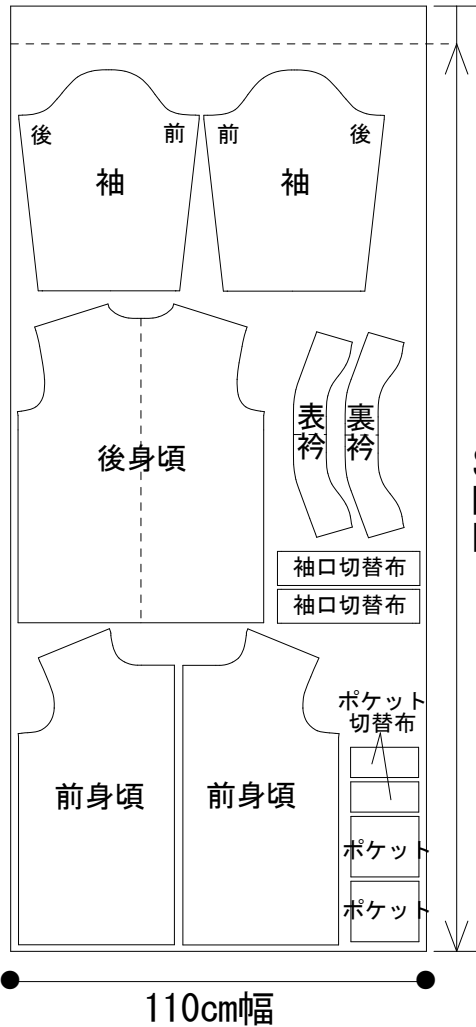 後 前 前 後
袖 袖
後身頃
表衿 裏衿
袖口切替布
袖口切替布
ポケット
切替布
前身頃 前身頃
ポケット
ポケット
110cm幅